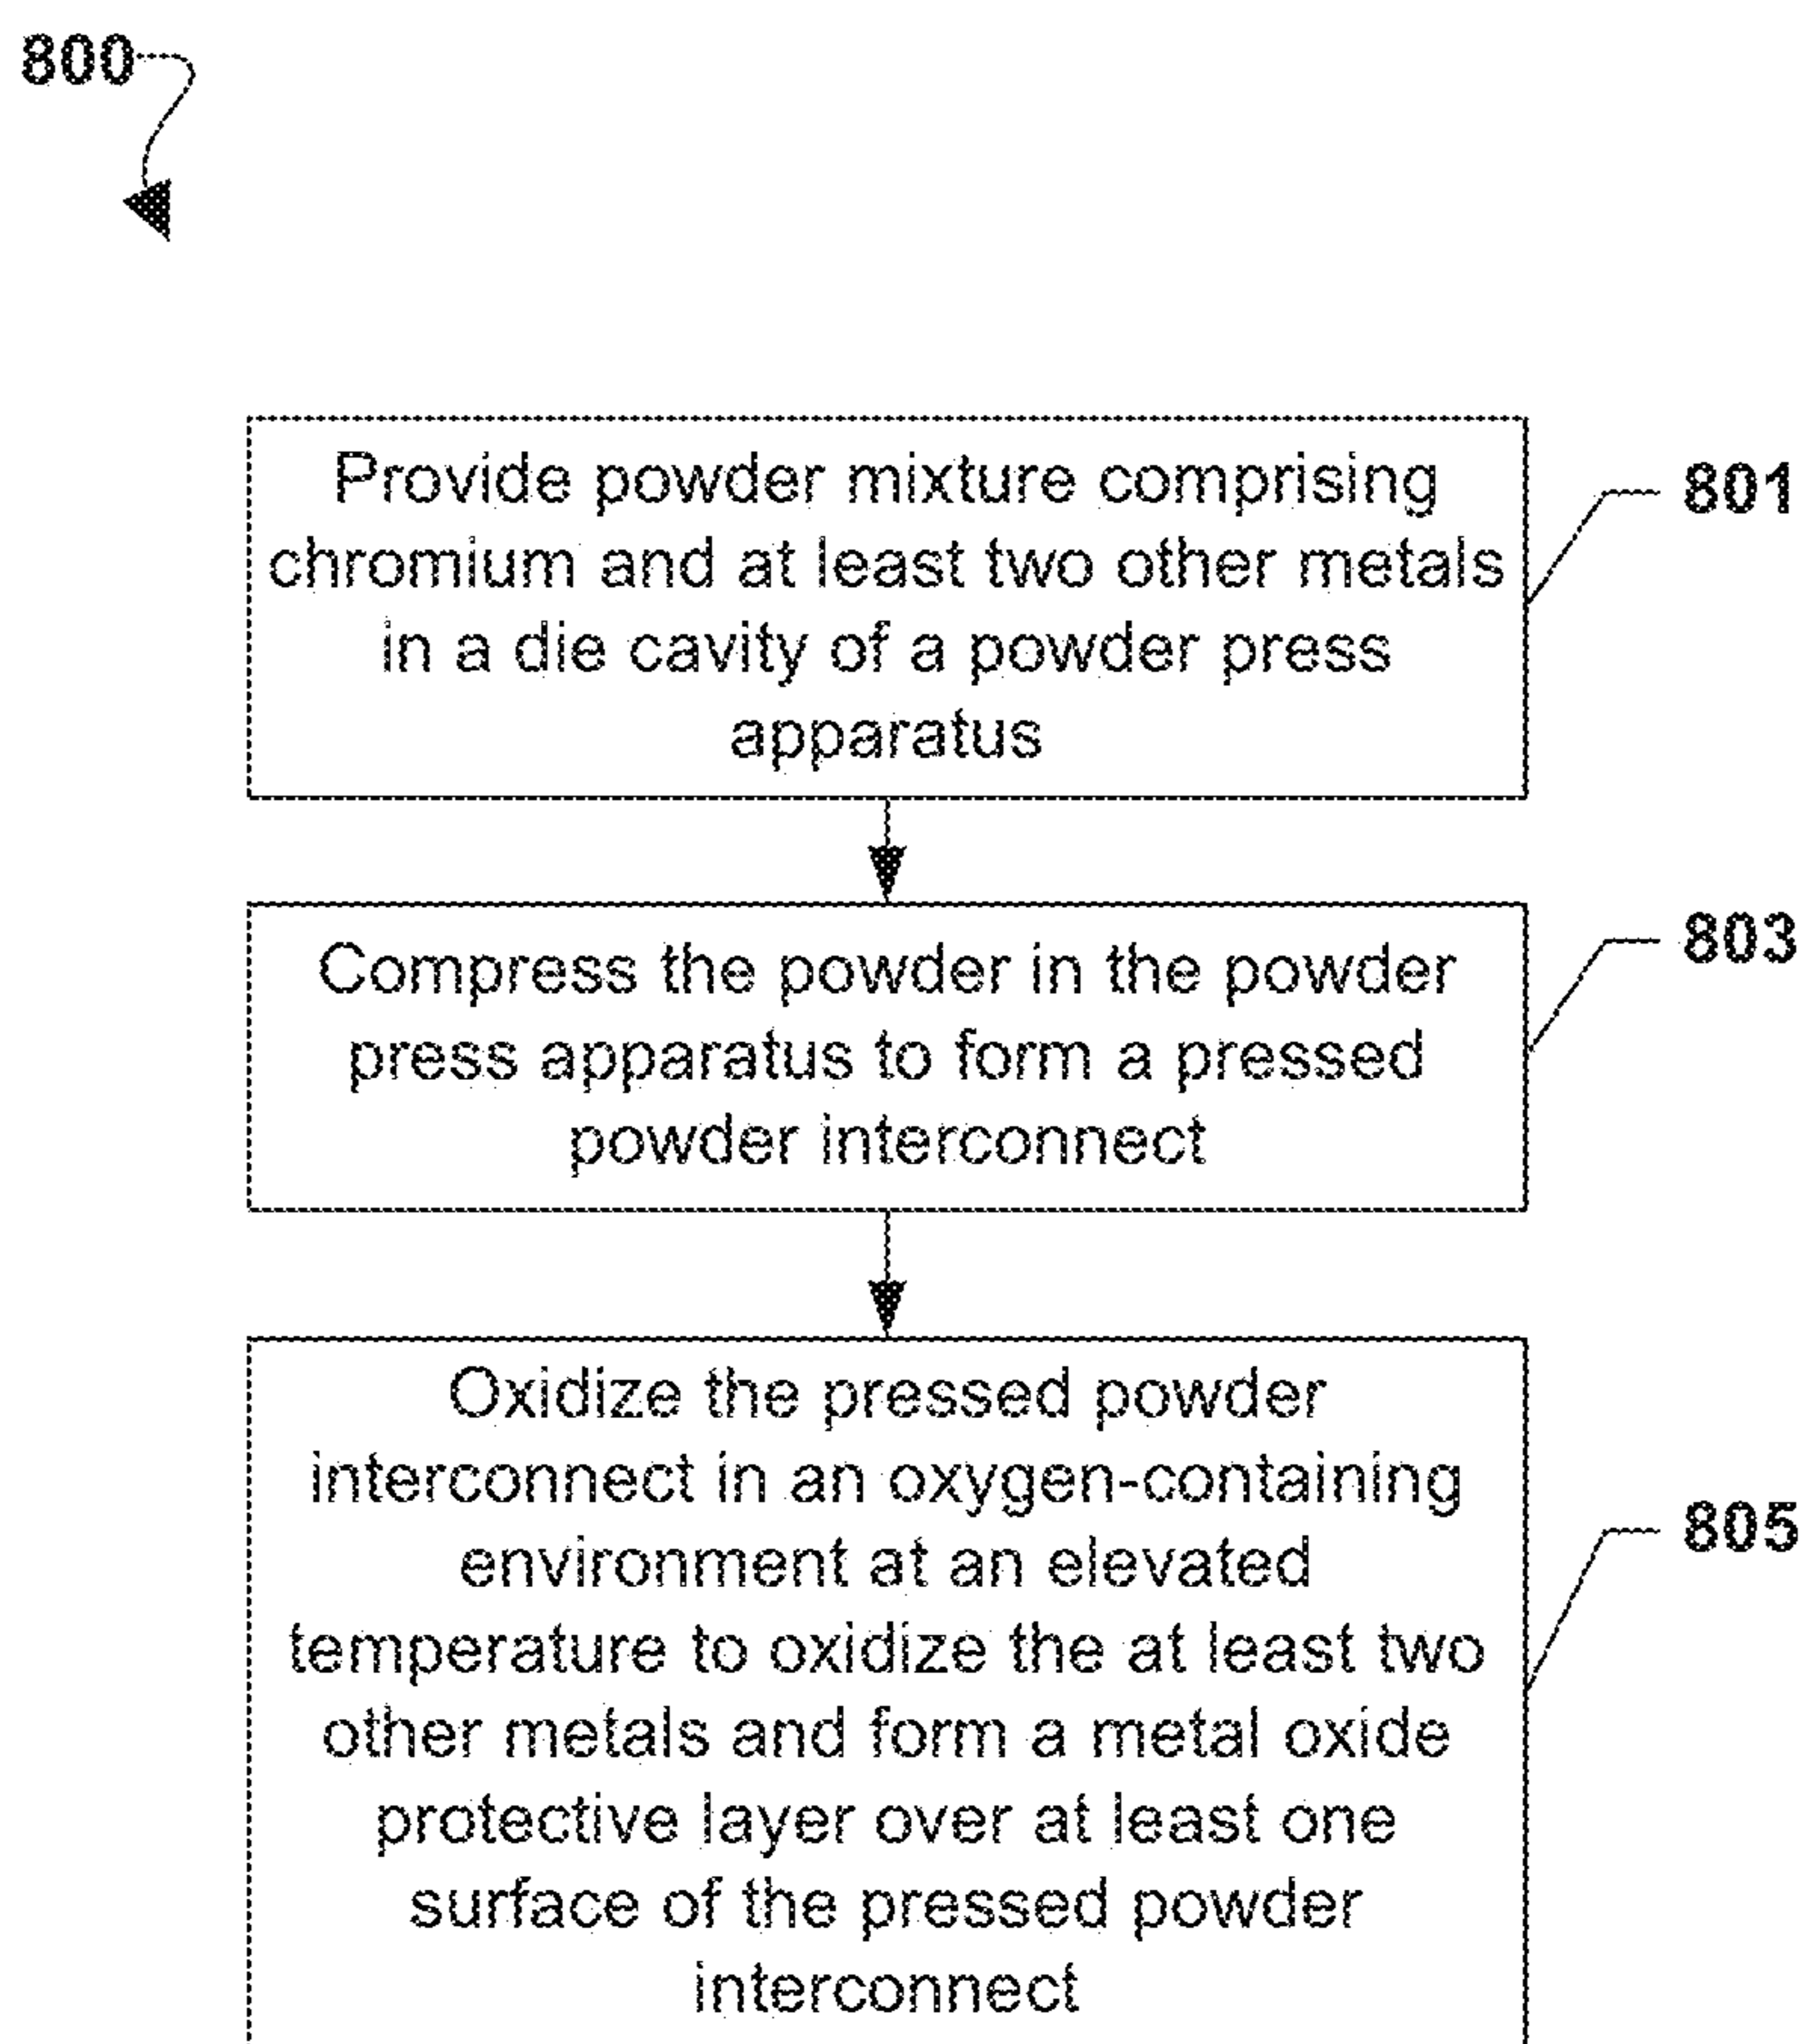 800
Provide powder mixture comprising
chromium and at least two other metals
in a die cavity of a powder press
apparatus
801
Compress the powder in the powder
press apparatus to form a pressed
powder interconnect
803
Oxidize the pressed powder
interconnect in an oxygen-containing
environment at an elevated
temperature to oxidize the at least two
other metals and form a metal oxide
protective layer over at least one
surface of the pressed powder
interconnect
805